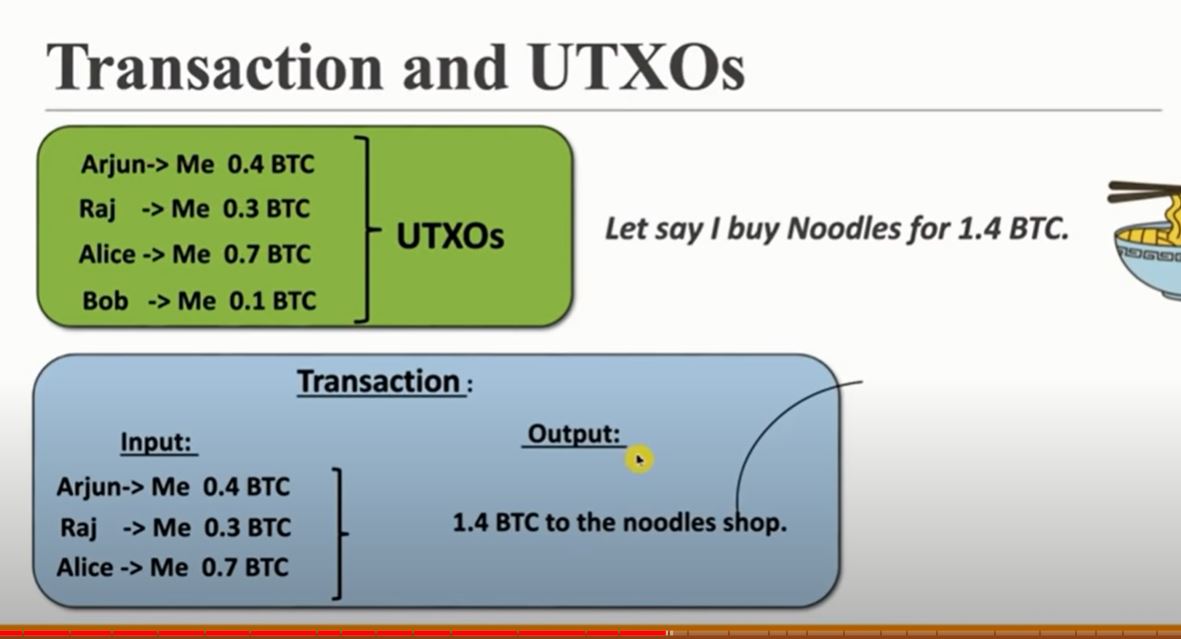 Transaction and UTXOs
Arjun-> Me 0.4 BTC
Raj -> Me 0.3 BTC
Alice -> Me 0.7 BTC
Bob -> Me 0.1 BTC
UTXOs
Let say I buy Noodles for 1.4 BTC.
Transaction :
Input:
Arjun-> Me 0.4 BTC
Raj -> Me 0.3 BTC
Alice -> Me 0.7 BTC
Output:
1.4 BTC to the noodles shop.